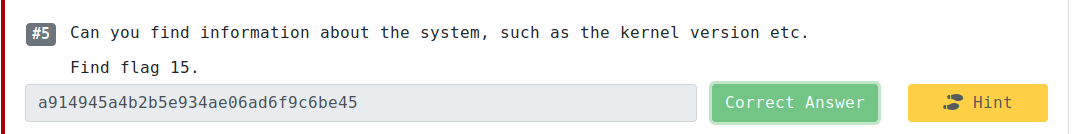 #5 Can you find information about the system, such as the kernel version etc.
Find flag 15.
a914945a4b2b5e934ae06ad6f9c6be45 Correct Answer Hint